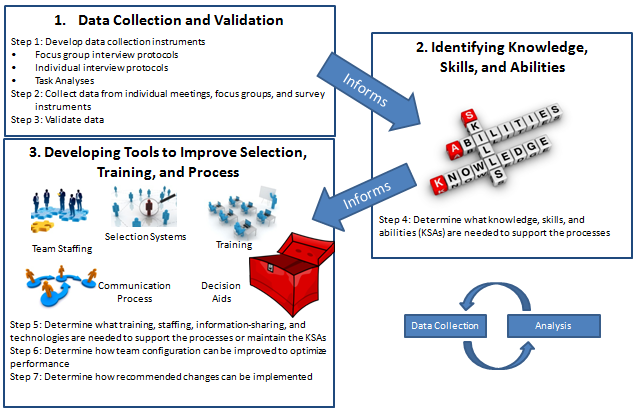 1. Data Collection and Validation
Step 1: Develop data collection instruments
• Focus group interview protocols
• Individual interview protocols
• Task Analyses
Step 2: Collect data from individual meetings, focus groups, and survey
instruments
Step 3: Validate data
Informs
2. Identifying Knowledge,
Skills, and Abilities
SKILLS
ABILITIES
KNOWLEDGE
Step 4: Determine what knowledge, skills, and
abilities (KSAs) are needed to support the processes
Informs
3. Developing Tools to Improve Selection,
Training, and Process
Team Staffing
Selection Systems
Training
Communication
Process
Decision
Aids
Step 5: Determine what training, staffing, information-sharing, and
technologies are needed to support the processes or maintain the KSAs
Step 6: Determine how team configuration can be improved to optimize
performance
Step 7: Determine how recommended changes can be implemented
Data Collection
Analysis